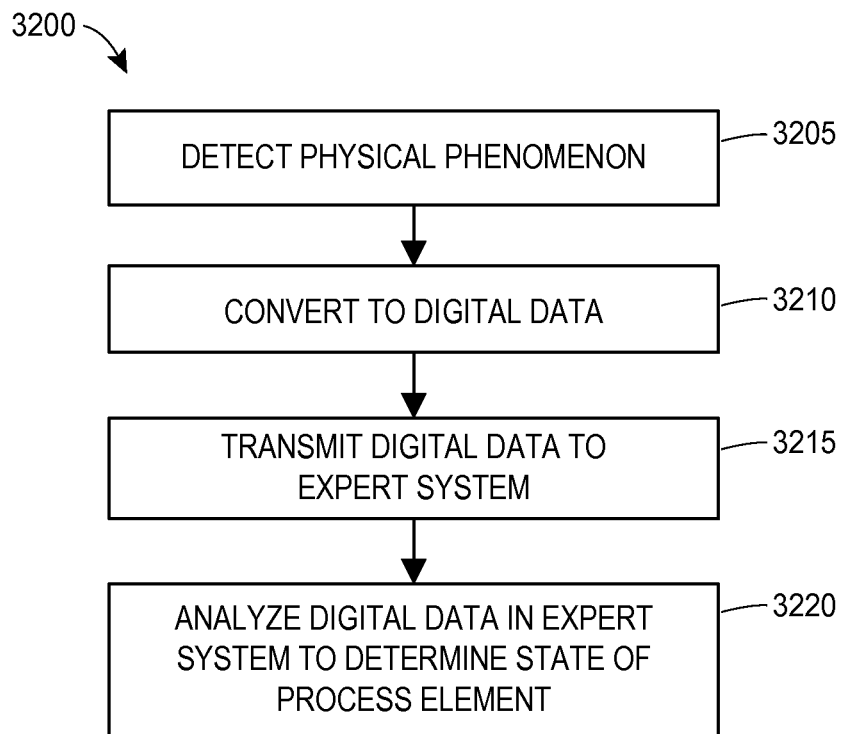 3200
DETECT PHYSICAL PHENOMENON
3205
CONVERT TO DIGITAL DATA
3210
TRANSMIT DIGITAL DATA TO
EXPERT SYSTEM
3215
ANALYZE DIGITAL DATA IN EXPERT
SYSTEM TO DETERMINE STATE OF
PROCESS ELEMENT
3220